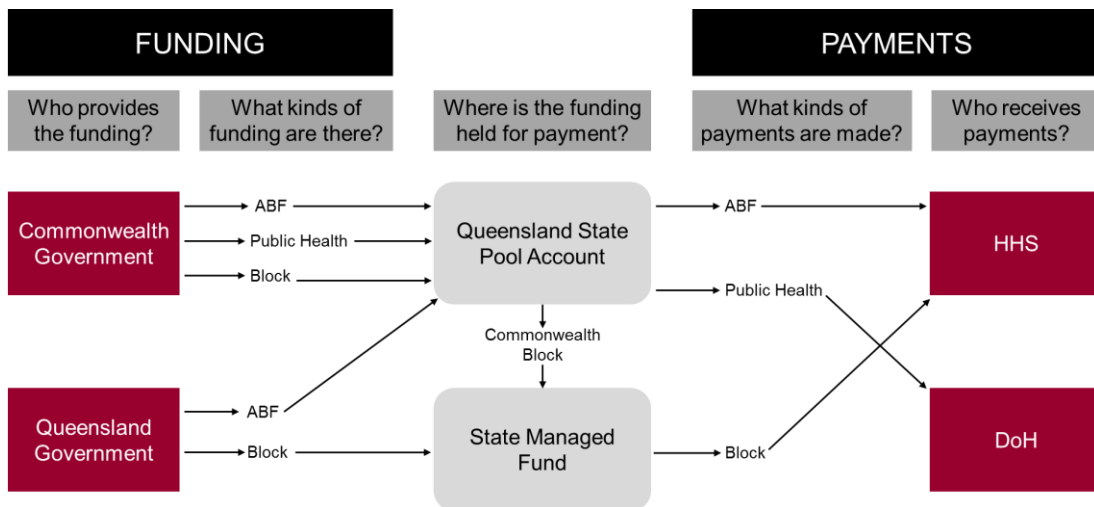 FUNDING
PAYMENTS
Who provides
the funding?
What kinds of
funding are there?
Where is the funding
held for payment?
What kinds of
payments are made?
Who receives
payments?
Commonwealth
Government
ABF
Public Health
Block
Queensland State
Pool Account
ABF
Public Health
HHS
Commonwealth
Block
Queensland
Government
ABF
Block
State Managed
Fund
Block
DoH